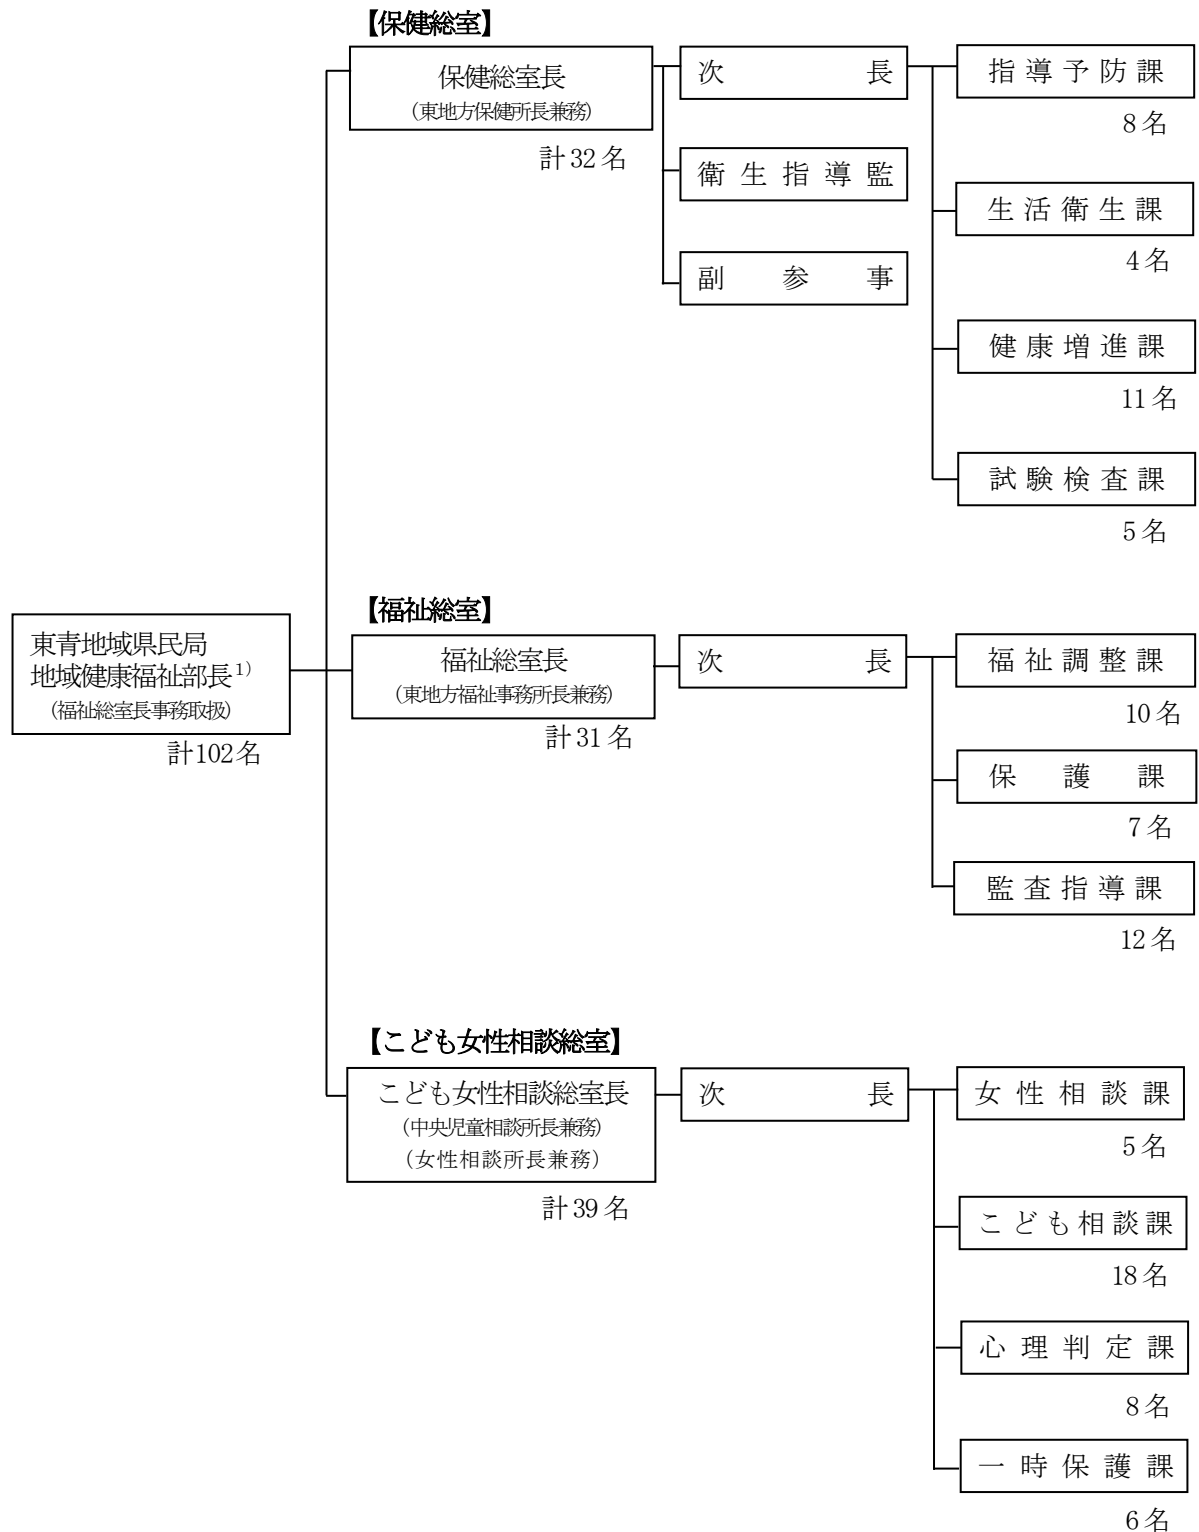 【保健総室】
保健総室長
(東地方保健所長兼務)
計32名
次長
衛生指導監
副参事
指導予防課
8名
生活衛生課
4名
健康増進課
11名
試験検査課
5名
東青地域県民局
地域健康福祉部長1)
(福祉総室長事務取扱)
計102名
【福祉総室】
福祉総室長
(東地方福祉事務所長兼務)
計31名
次長
福祉調整課
10名
保護課
7名
監査指導課
12名
【こども女性相談総室】
こども女性相談総室長
(中央児童相談所長兼務)
(女性相談所長兼務)
計39名
次長
女性相談課
5名
こども相談課
18名
心理判定課
8名
一時保護課
6名